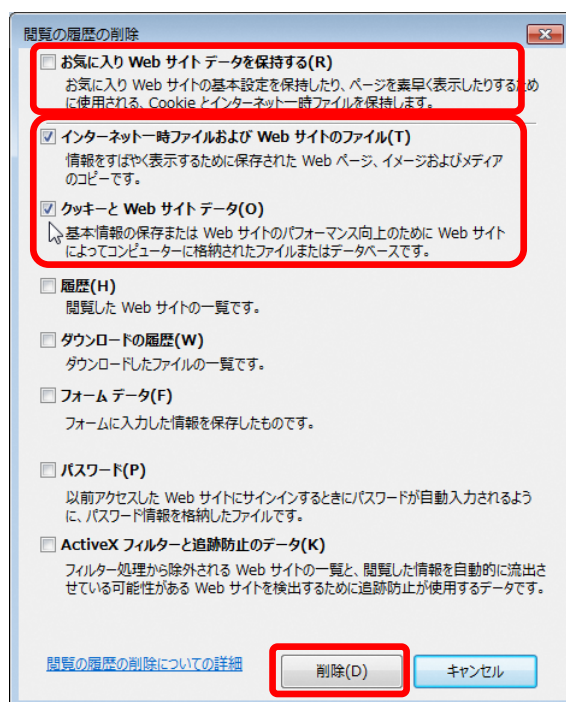 閲覧の履歴の削除
お気に入り Web サイト データを保持する(R)
お気に入り Web サイトの基本設定を保持したり、ページを素早く表示したりするため
に使用される、Cookie とインターネット一時ファイルを保持します。
インターネット一時ファイルおよび Web サイトのファイル(T)
情報をすばやく表示するために保存された Web ページ、イメージおよびメディア
のコピーです。
クッキーと Web サイト データ(O)
基本情報の保存または Web サイトのパフォーマンス向上のために Web サイト
によってコンピューターに格納されたファイルまたはデータベースです。
履歴(H)
閲覧した Web サイトの一覧です。
ダウンロードの履歴(W)
ダウンロードしたファイルの一覧です。
フォーム データ(F)
フォームに入力した情報を保存したものです。
パスワード(P)
以前アクセスした Web サイトにサインインするときにパスワードが自動入力されるよう
に、パスワード情報を格納したファイルです。
ActiveX フィルターと追跡防止のデータ(K)
フィルター処理から除外される Web サイトの一覧と、閲覧した情報を自動的に流出さ
せている可能性がある Web サイトを検出するために追跡防止が使用するデータです。
閲覧の履歴の削除についての詳細
削除(D)
キャンセル